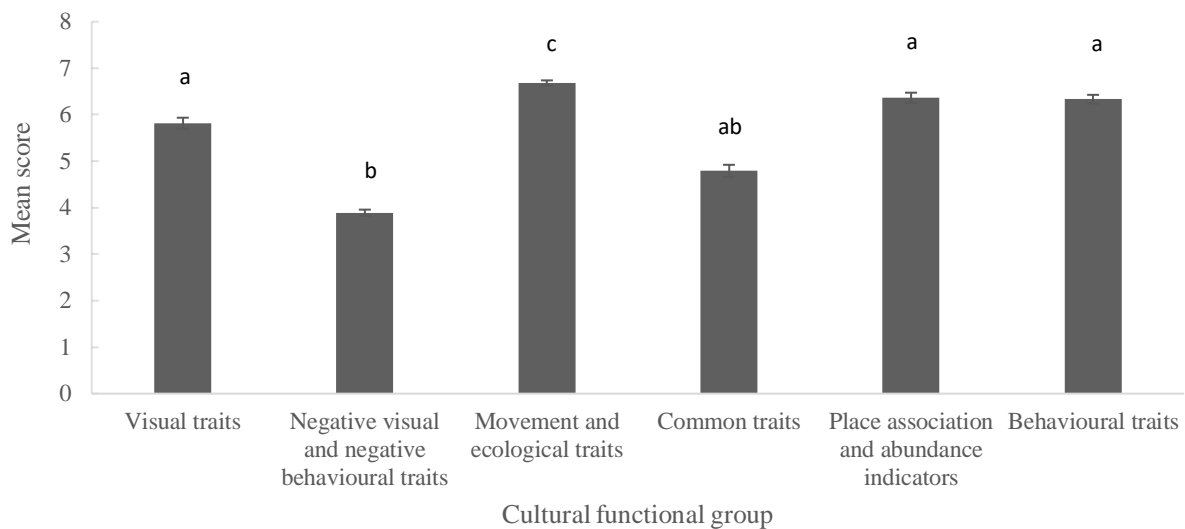 8
7
6
5
4
3
2
1
0
Mean score
a
b
c
ab
a
a
Visual traits
Negative visual
and negative
behavioural traits
Movement and
ecological traits
Common traits
Place association
and abundance
indicators
Behavioural traits
Cultural functional group